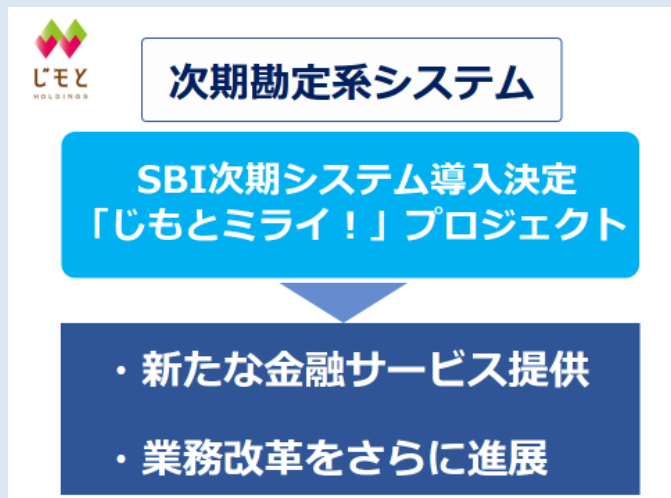 じモと
HOLDINGS
次期勘定系システム
SBI次期システム導入決定
「じもとミライ！」プロジェクト
・新たな金融サービス提供
・業務改革をさらに進展